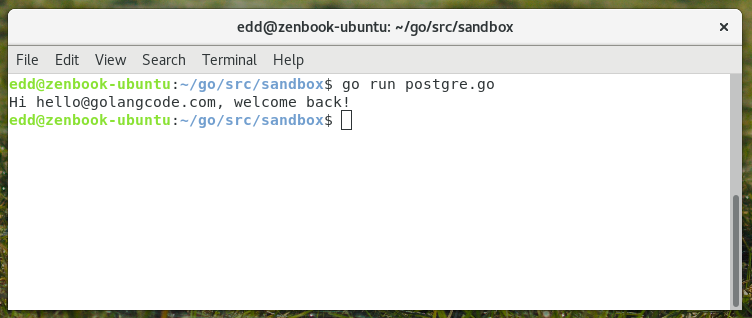 edd@zenbook-ubuntu: ~/go/src/sandbox ×
File Edit View Search Terminal Help
edd@zenbook-ubuntu:~/go/src/sandbox$ go run postgre.go
Hi hello@golangcode.com, welcome back!
edd@zenbook-ubuntu:~/go/src/sandbox$